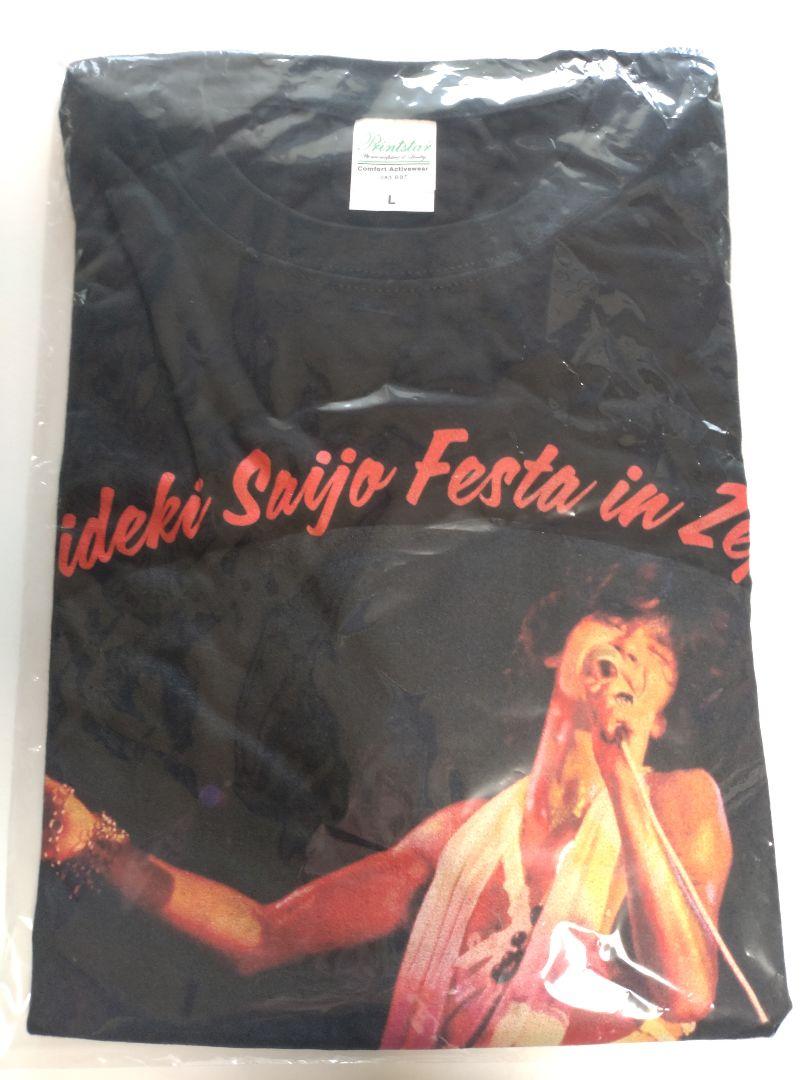 Printstar
Comfort Activewear
L
ideki Saijo Festa in Ze